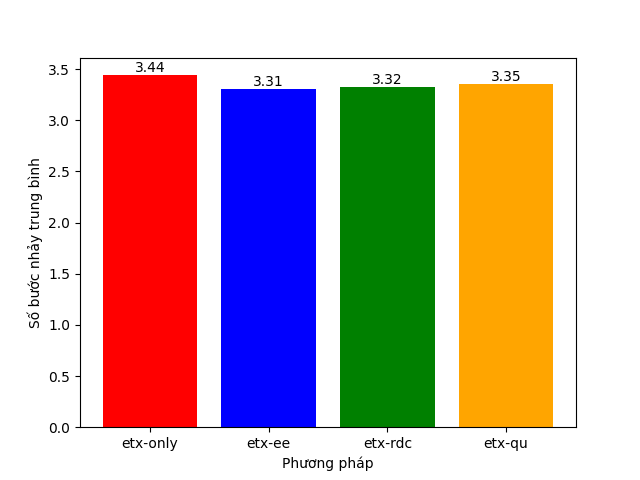 3.5
3.0
2.5
2.0
1.5
1.0
0.5
0.0
Số bước nhảy trung bình
3.44
3.31
3.32
3.35
etx-only
etx-ee
etx-rdc
etx-qu
Phương pháp